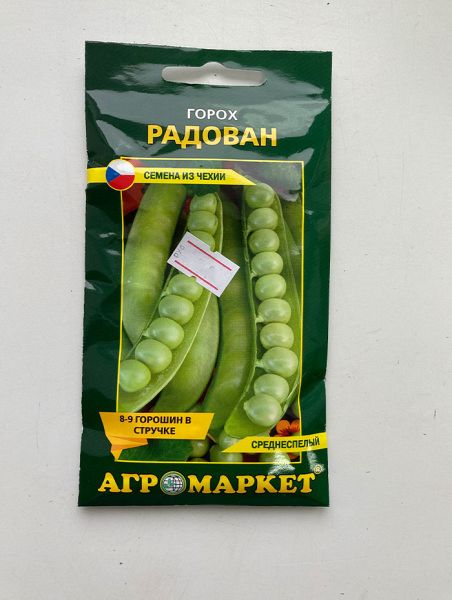 ГОРОХ
РАДОВАН
СЕМЕНА ИЗ ЧЕХИИ
8-9 ГОРОШИН В
СТРУЧКЕ
СРЕДНЕСПЕЛЫЙ
АГРОМАРКЕТ®